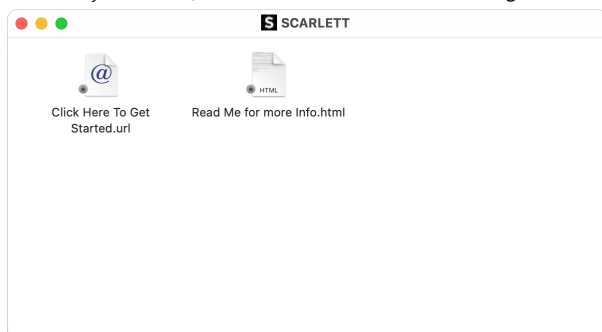 S SCARLETT
@
HTML
Click Here To Get
Started.url
Read Me for more Info.html